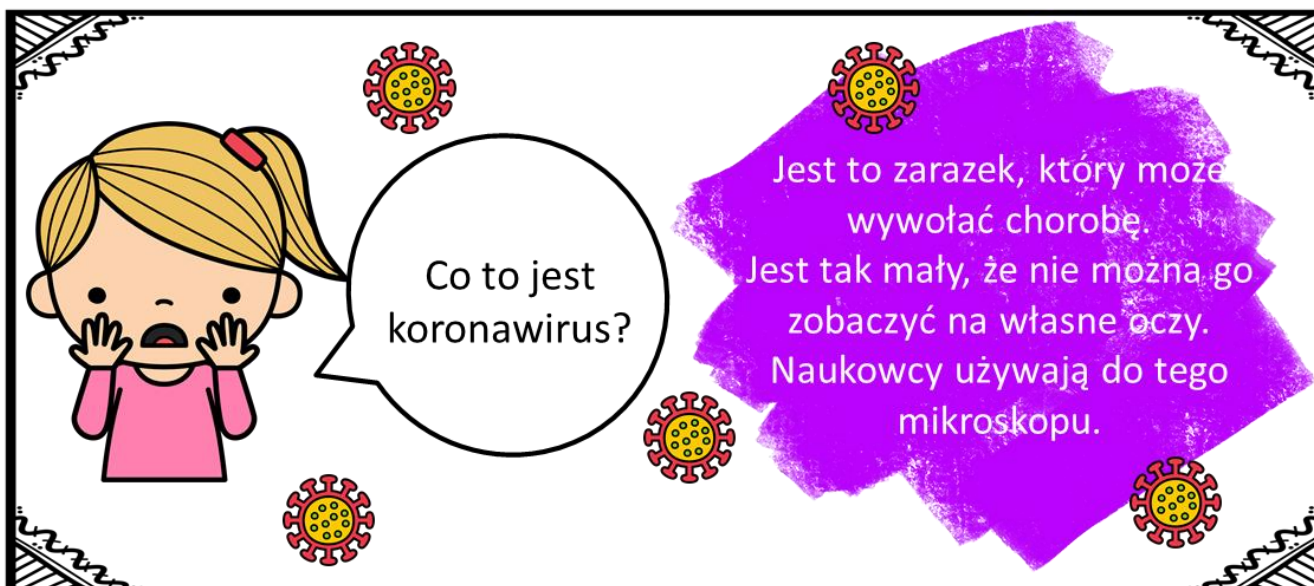 Co to jest
koronawirus?
Jest to zarazek, który może
wywołać chorobę.
Jest tak mały, że nie można go
zobaczyć na własne oczy.
Naukowcy używają do tego
mikroskopu.